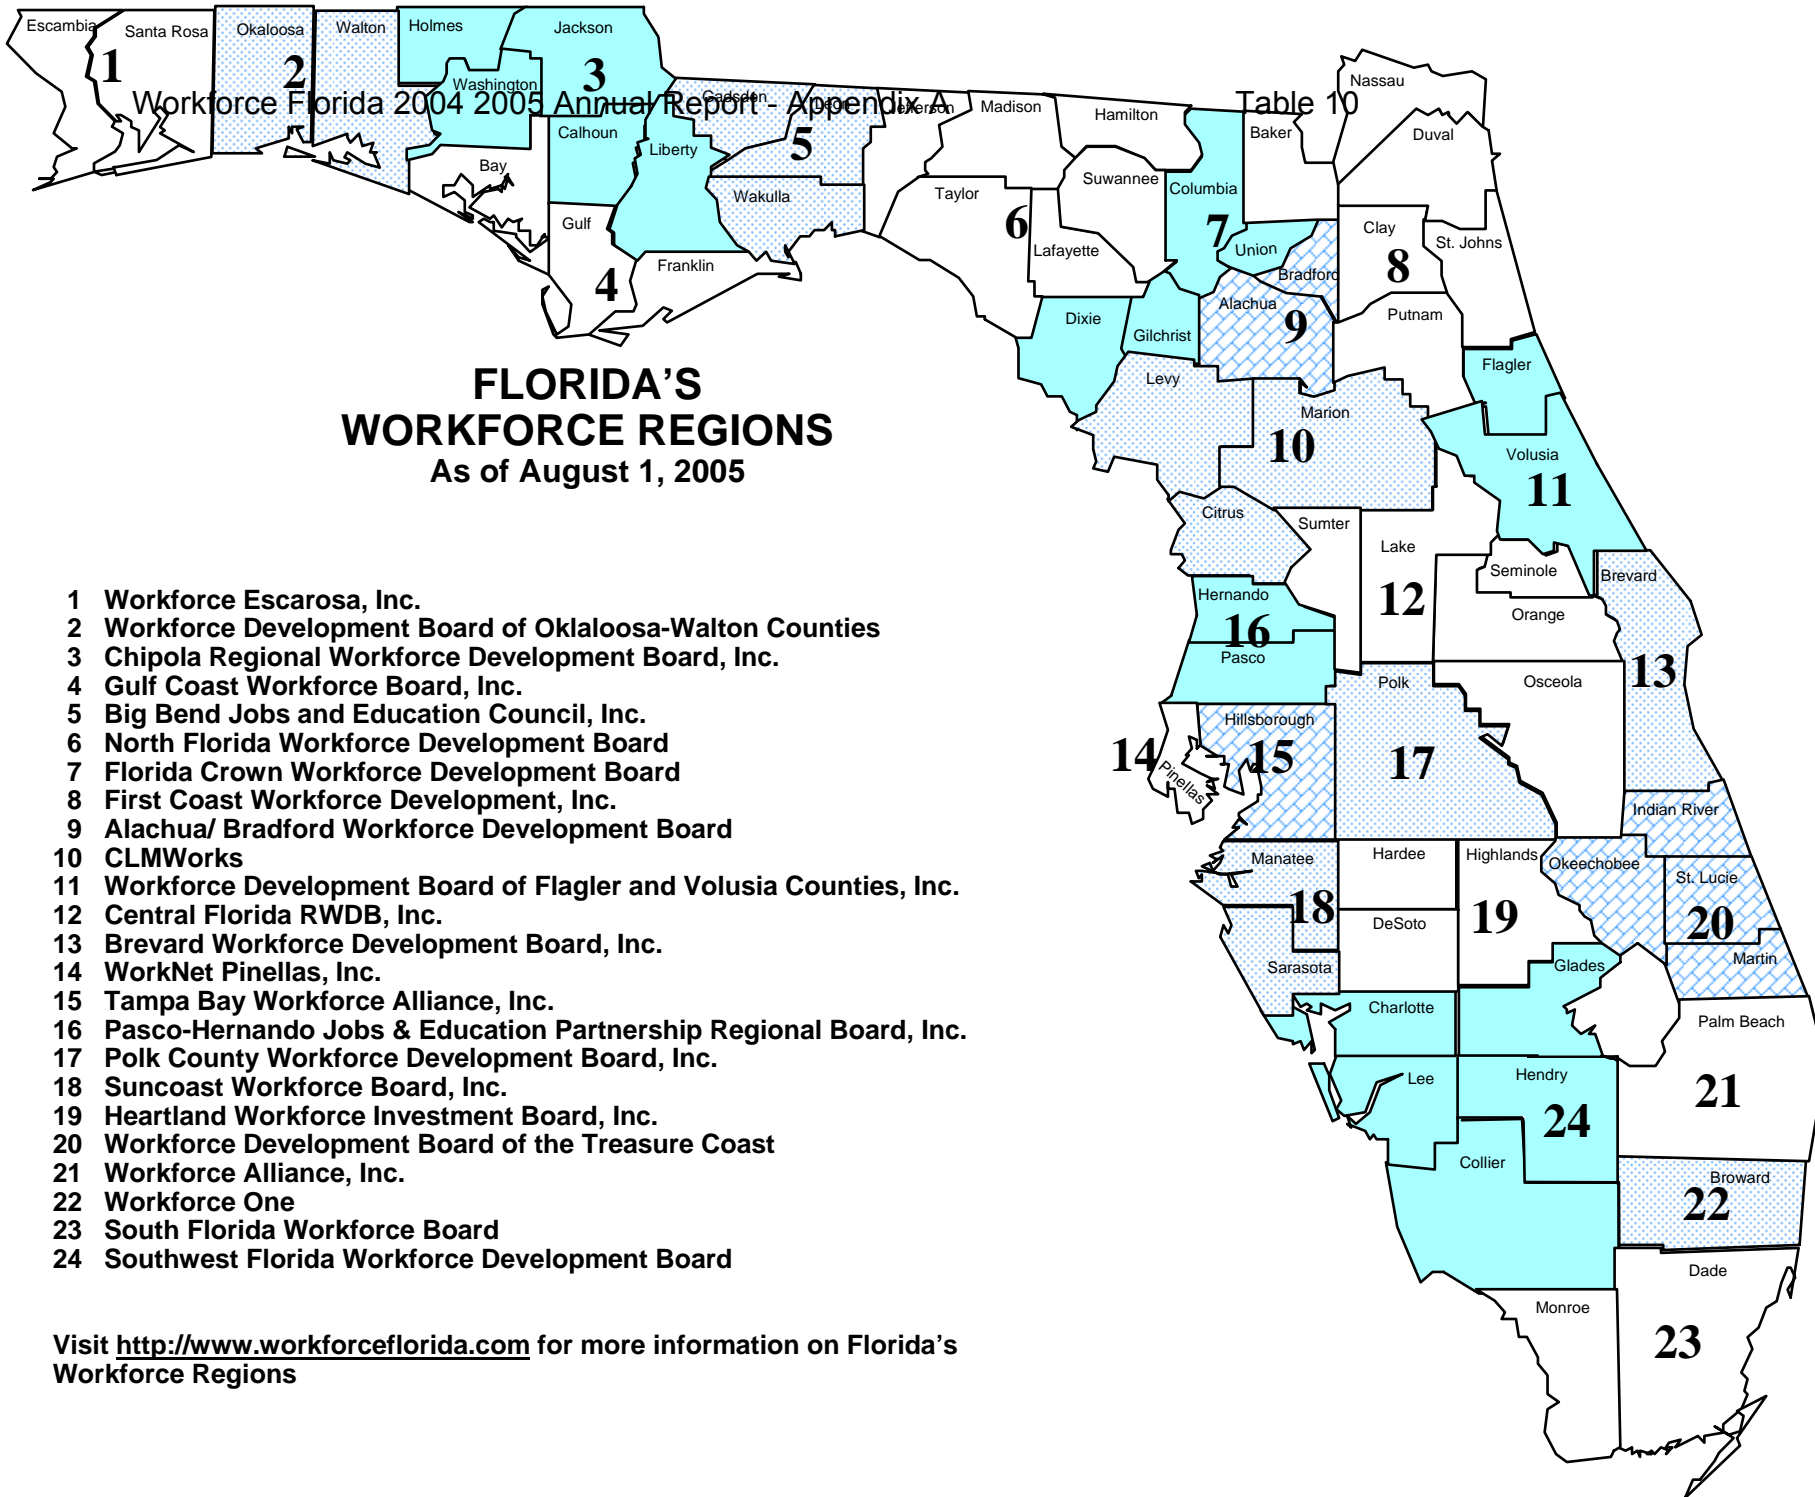 Escambia
Santa Rosa
Okaloosa
Walton
Holmes
Jackson
1
2
3
Washington
Workforce Florida 2004 2005 Annual Report - Appendix A
Table 10
Gadsden
Leon
Jefferson
Madison
Hamilton
Nassau
Baker
Duval
Calhoun
Liberty
5
Bay
Wakulla
Taylor
Suwannee
Columbia
6
7
Gulf
Lafayette
Union
Clay
St. Johns
Franklin
4
Bradford
8
Alachua
9
Dixie
Gilchrist
Putnam
Flagler
FLORIDA'S
WORKFORCE REGIONS
As of August 1, 2005
Levy
Marion
10
Volusia
11
Citrus
Sumter
Lake
Seminole
Brevard
Hernando
12
Orange
16
Pasco
Polk
Osceola
13
Hillsborough
14
15
17
Pinellas
Indian River
Manatee
Hardee
Highlands
Okeechobee
St. Lucie
18
DeSoto
19
20
Sarasota
Glades
Martin
Charlotte
Palm Beach
Lee
Hendry
21
24
Collier
Broward
22
Dade
Monroe
23
1 Workforce Escarosa, Inc.
2 Workforce Development Board of Oklaloosa-Walton Counties
3 Chipola Regional Workforce Development Board, Inc.
4 Gulf Coast Workforce Board, Inc.
5 Big Bend Jobs and Education Council, Inc.
6 North Florida Workforce Development Board
7 Florida Crown Workforce Development Board
8 First Coast Workforce Development, Inc.
9 Alachua/ Bradford Workforce Development Board
10 CLMWorks
11 Workforce Development Board of Flagler and Volusia Counties, Inc.
12 Central Florida RWDB, Inc.
13 Brevard Workforce Development Board, Inc.
14 WorkNet Pinellas, Inc.
15 Tampa Bay Workforce Alliance, Inc.
16 Pasco-Hernando Jobs & Education Partnership Regional Board, Inc.
17 Polk County Workforce Development Board, Inc.
18 Suncoast Workforce Board, Inc.
19 Heartland Workforce Investment Board, Inc.
20 Workforce Development Board of the Treasure Coast
21 Workforce Alliance, Inc.
22 Workforce One
23 South Florida Workforce Board
24 Southwest Florida Workforce Development Board
Visit http://www.workforceflorida.com for more information on Florida's
Workforce Regions